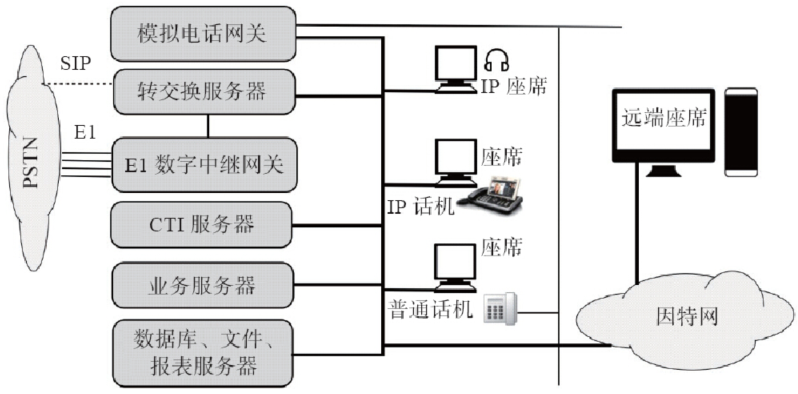 模拟电话网关
SIP
转交换服务器
IP 座席
远端座席
E1
PSTN
E1 数字中继网关
座席
IP 话机
CTI 服务器
座席
业务服务器
普通话机
因特网
数据库、文件、
报表服务器